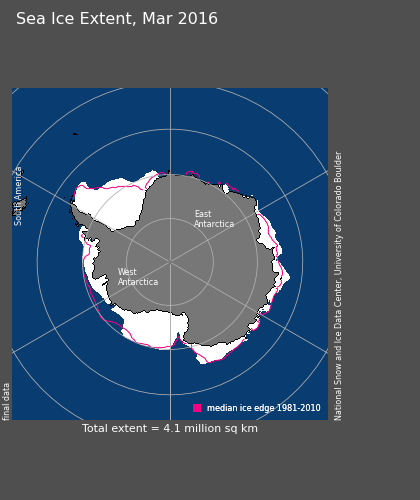 Sea Ice Extent, Mar 2016
South America
East
Antarctica
West
Antarctica
National Snow and Ice Data Center, University of Colorado Boulder
final data
median ice edge 1981-2010
Total extent = 4.1 million sq km